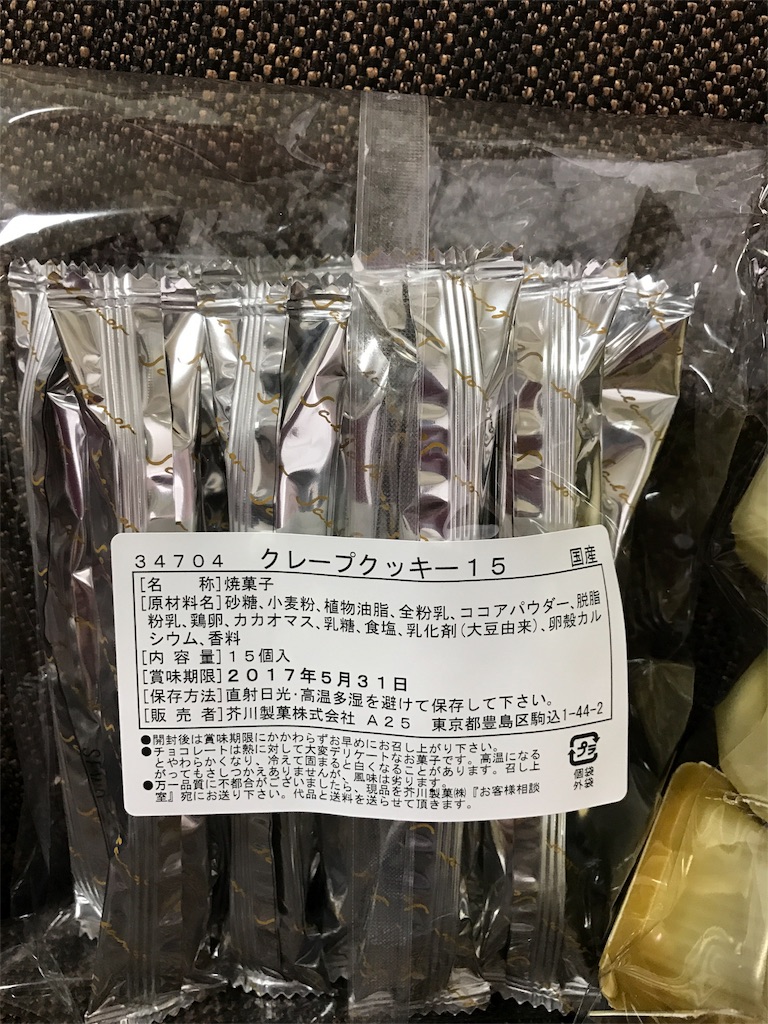 34704 クレープクッキー15 国産
[名 称]焼菓子
[原材料名]砂糖、小麦粉、植物油脂、全粉乳、ココアパウダー、脱脂
粉乳、鶏卵、カカオマス、乳糖、食塩、乳化剤(大豆由来)、卵殻カル
シウム、香料
[内 容 量]15個入
[賞味期限]2017年5月31日
[保存方法]直射日光・高温多湿を避けて保存して下さい。
[販 売 者]芥川製菓株式会社 A25 東京都豊島区駒込1-44-2
●開封後は賞味期限にかかわらずお早めにお召し上がり下さい。
●チョコレートは熱に対して大変デリケートなお菓子です。高温になる
とやわらかくなり、冷えて固まると白くなることがあります。召し上
がってもさしつかえありませんが、風味は劣ります。
●万一品質に不都合がございましたら、現品を芥川製菓㈱『お客様相談
室』宛にお送り下さい。代品と送料を送らせて頂きます。
プラ
個袋
外袋